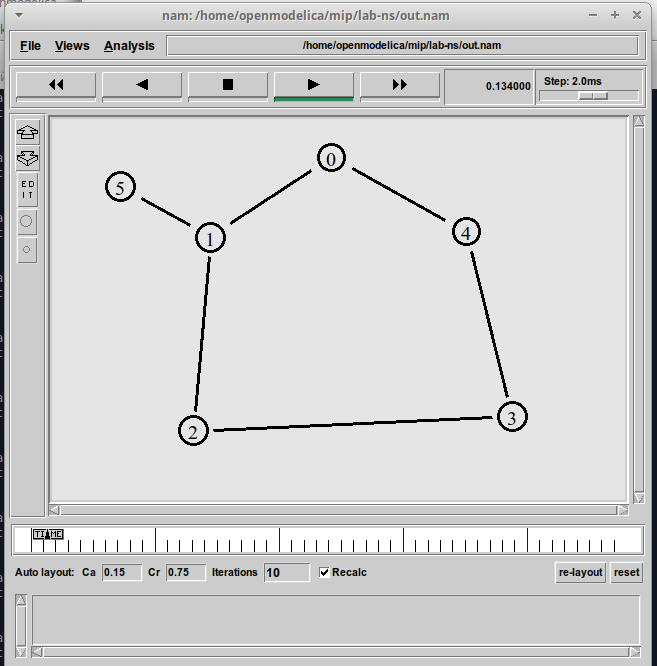 nam: /home/openmodelica/mip/lab-ns/out.nam
File Views Analysis /home/openmodelica/mip/lab-ns/out.nam
0.134000 Step: 2.0ms
ED
IT
0
5
1
4
3
2
TIME
Auto layout: Ca 0.15 Cr 0.75 Iterations 10 Recalc re-layout reset